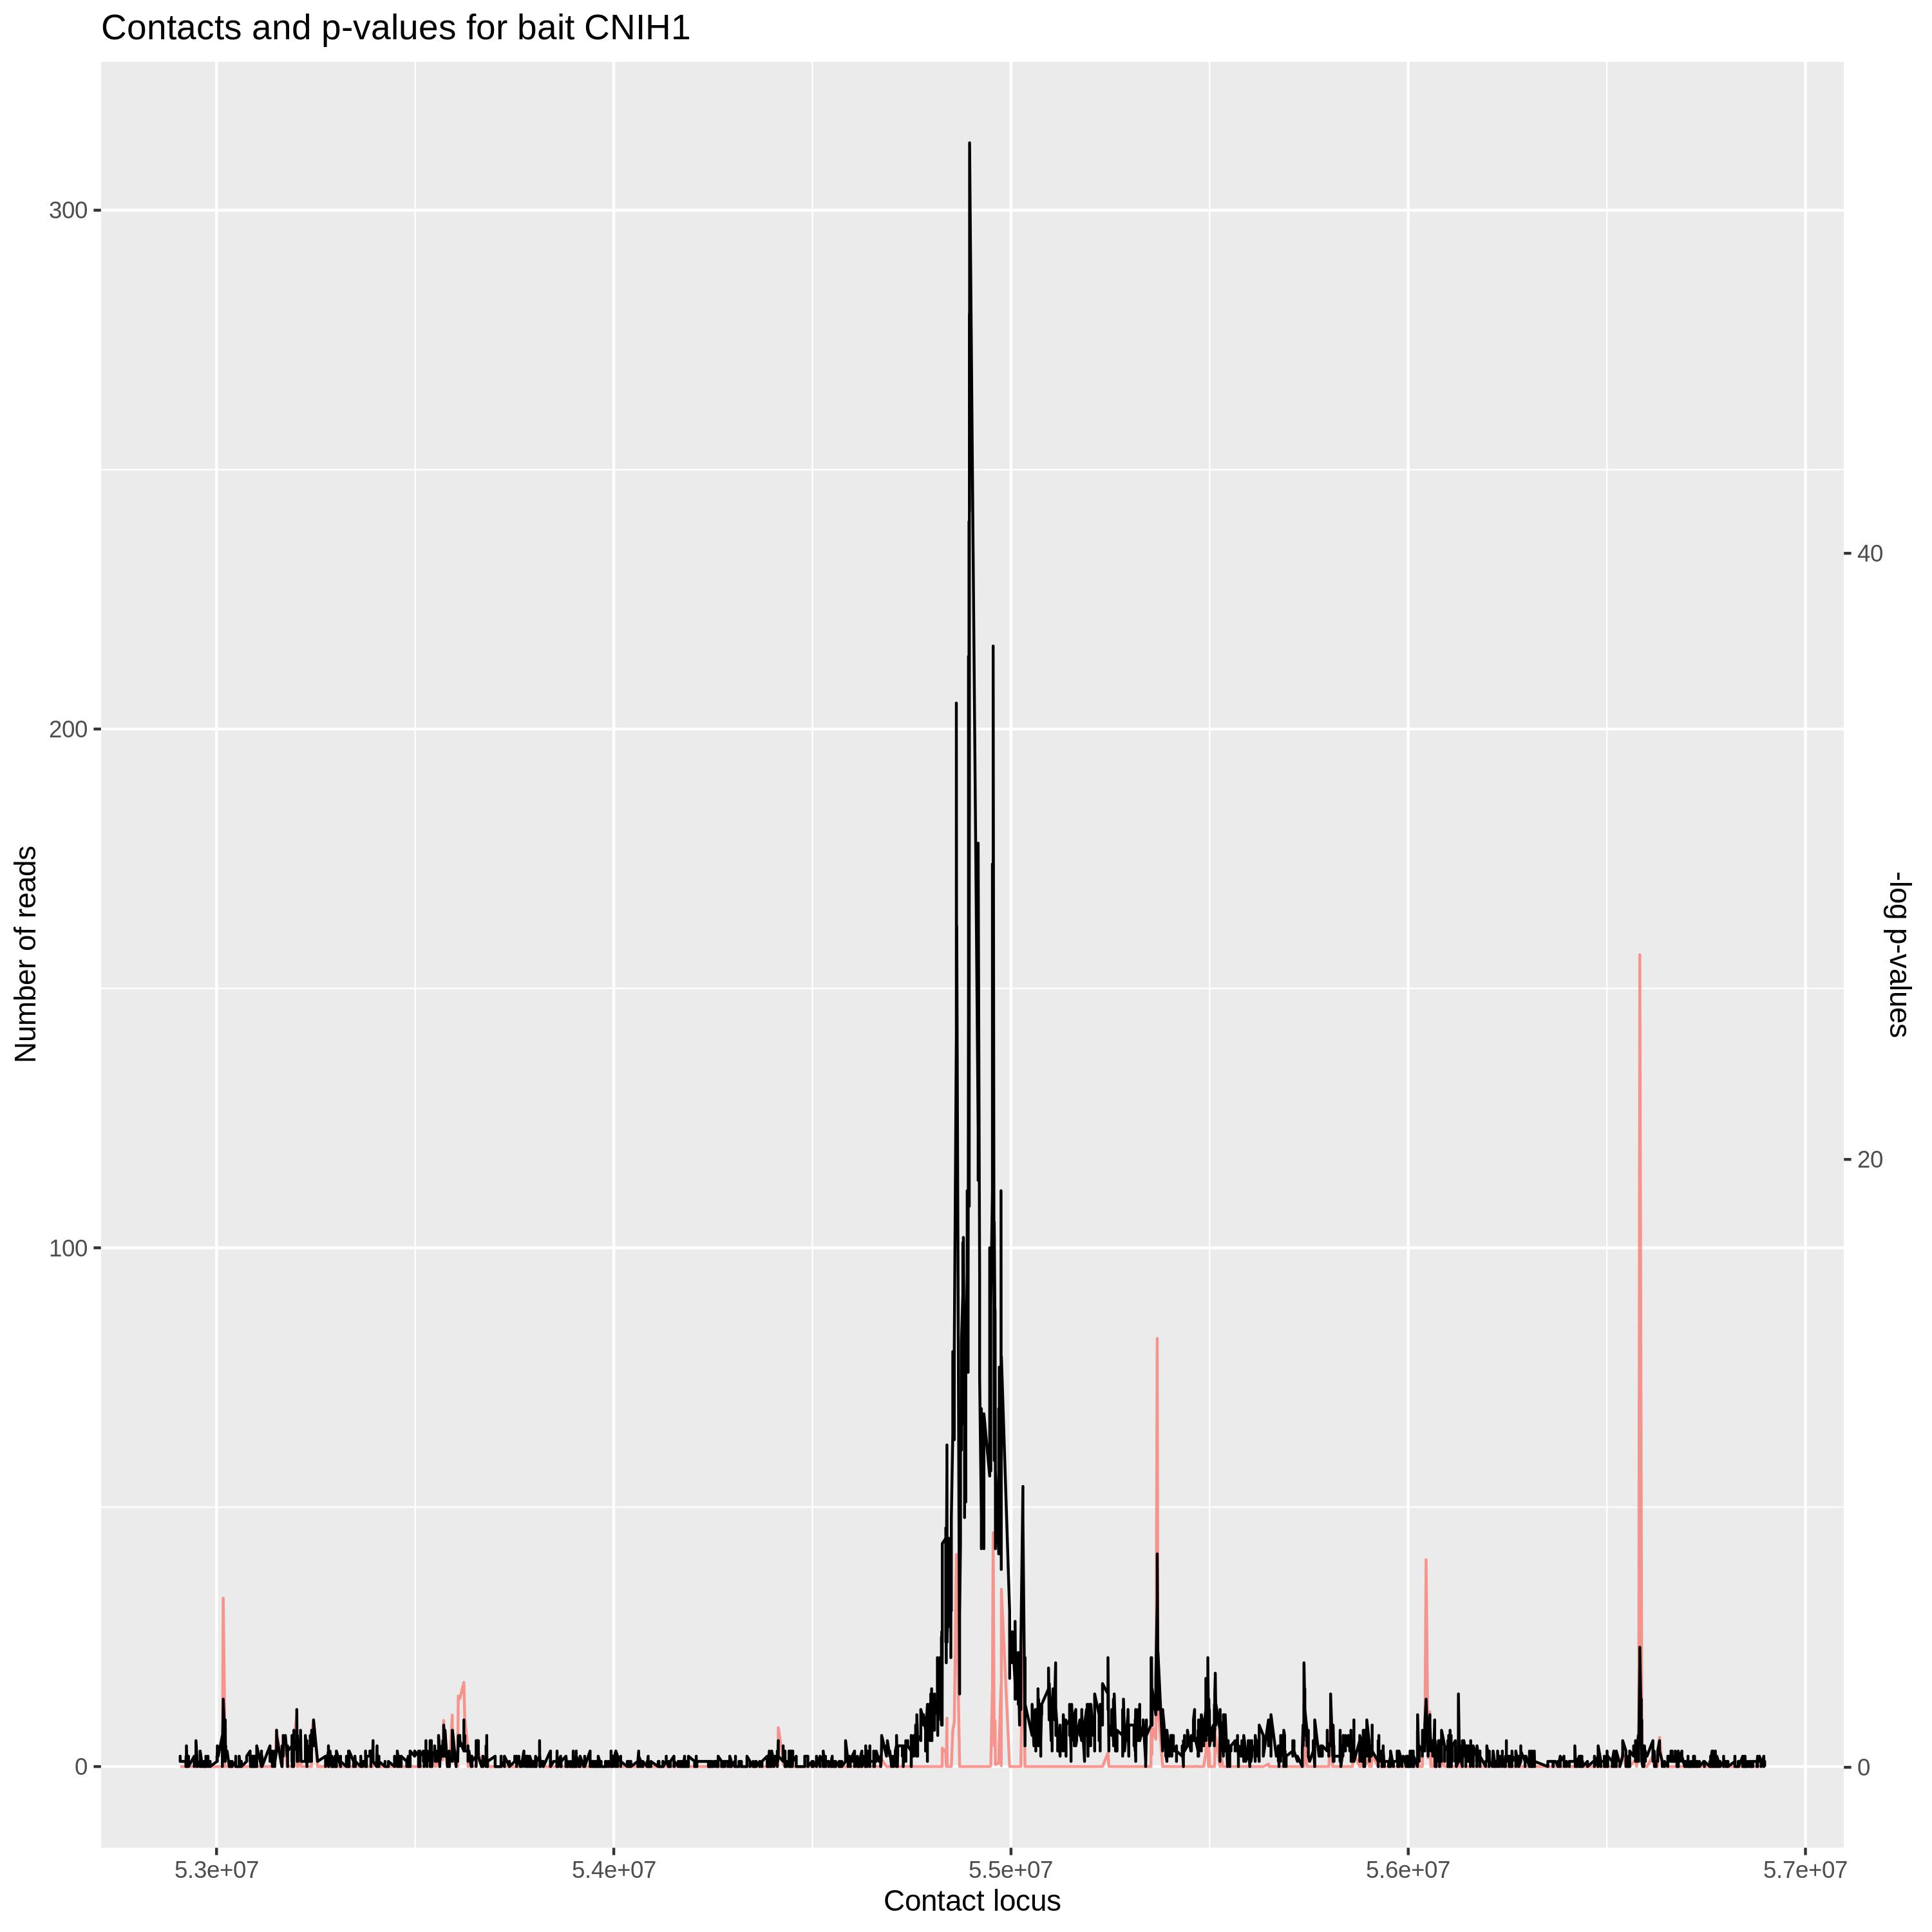 Contacts and p-values for bait CNIH1
300
200
100
0
Number of reads
40
20
0
-log p-values
5.3e+07
5.4e+07
5.5e+07
5.6e+07
5.7e+07
Contact locus